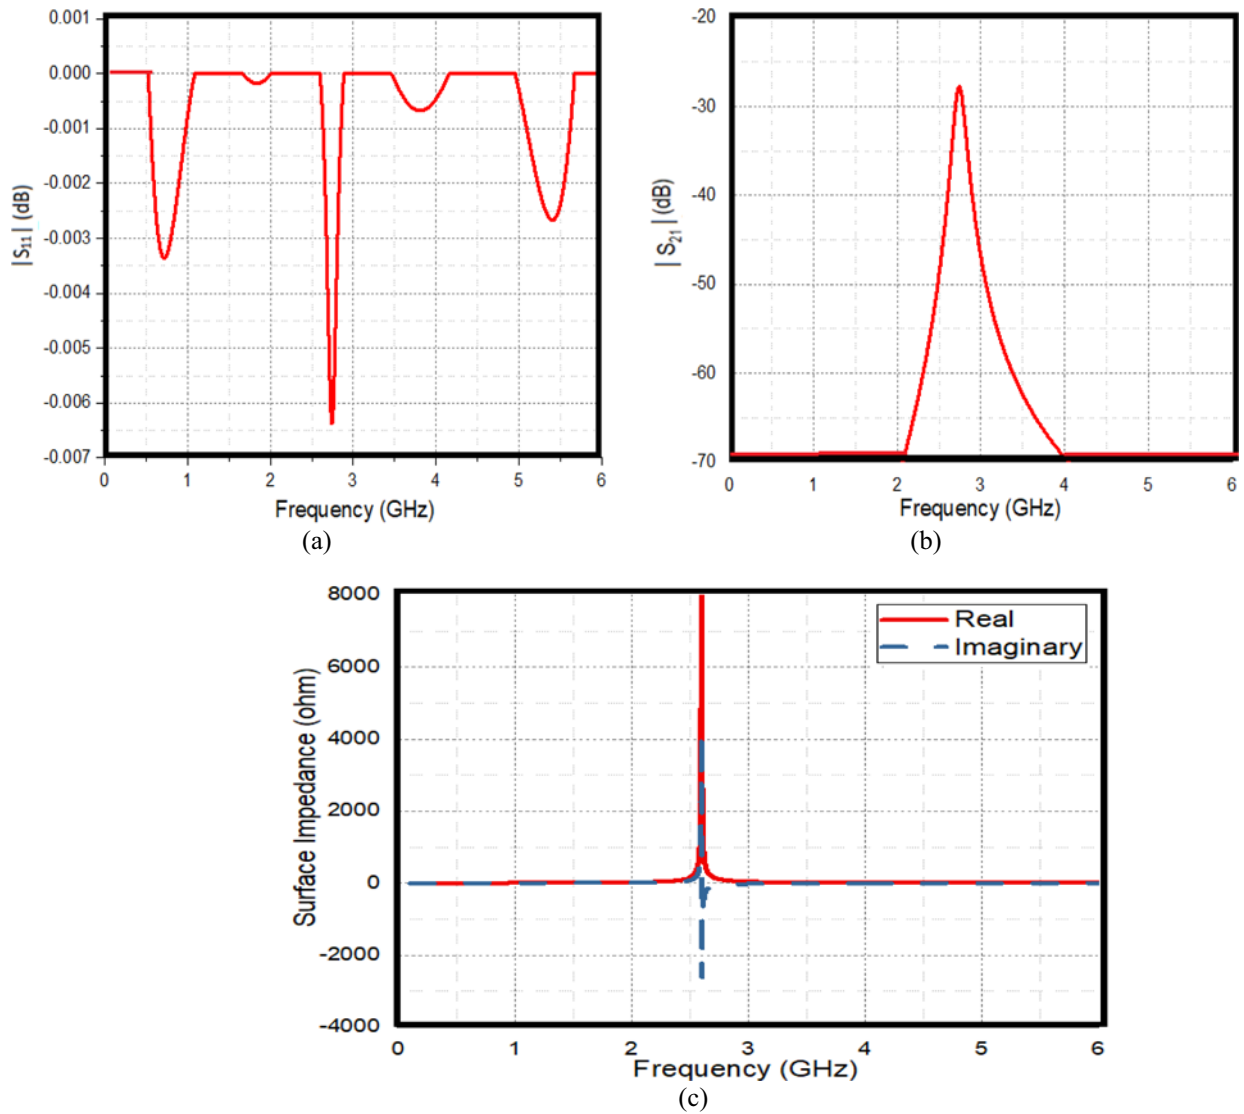 0.001
0.000
-0.001
-0.002
-0.003
-0.004
-0.005
-0.006
-0.007
|S₁₁| (dB)
0 1 2 3 4 5 6
Frequency (GHz)
(a)
-20
-30
-40
-50
-60
-70
|S₂₁| (dB)
0 1 2 3 4 5 6
Frequency (GHz)
(b)
8000
6000
4000
2000
0
-2000
-4000
Surface Impedance (ohm)
Real
Imaginary
0 1 2 3 4 5 6
Frequency (GHz)
(c)